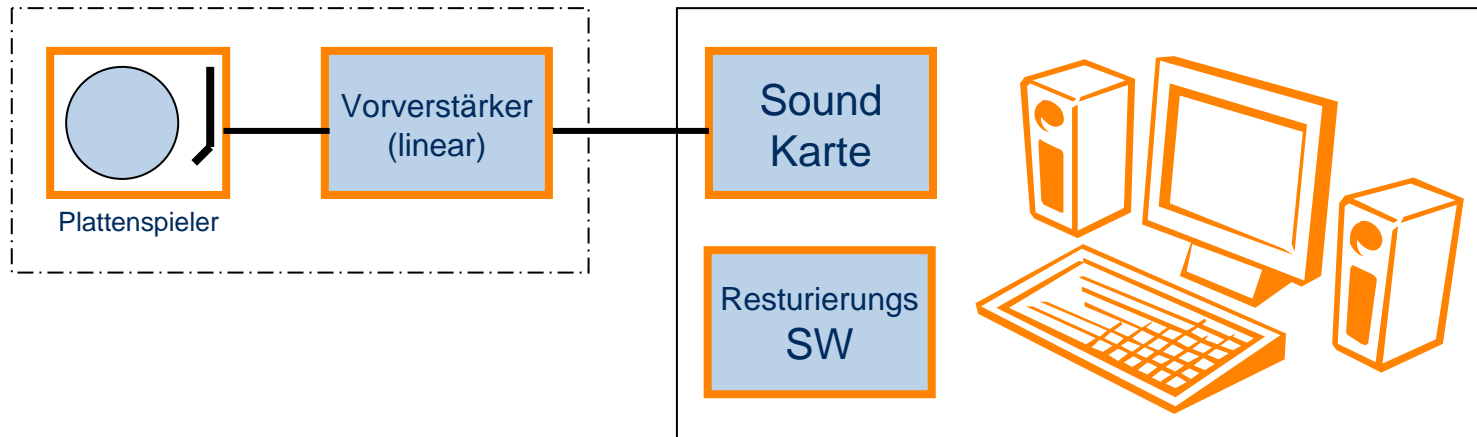 Plattenspieler
Vorverstärker
(linear)
Sound
Karte
Resturierungs
SW